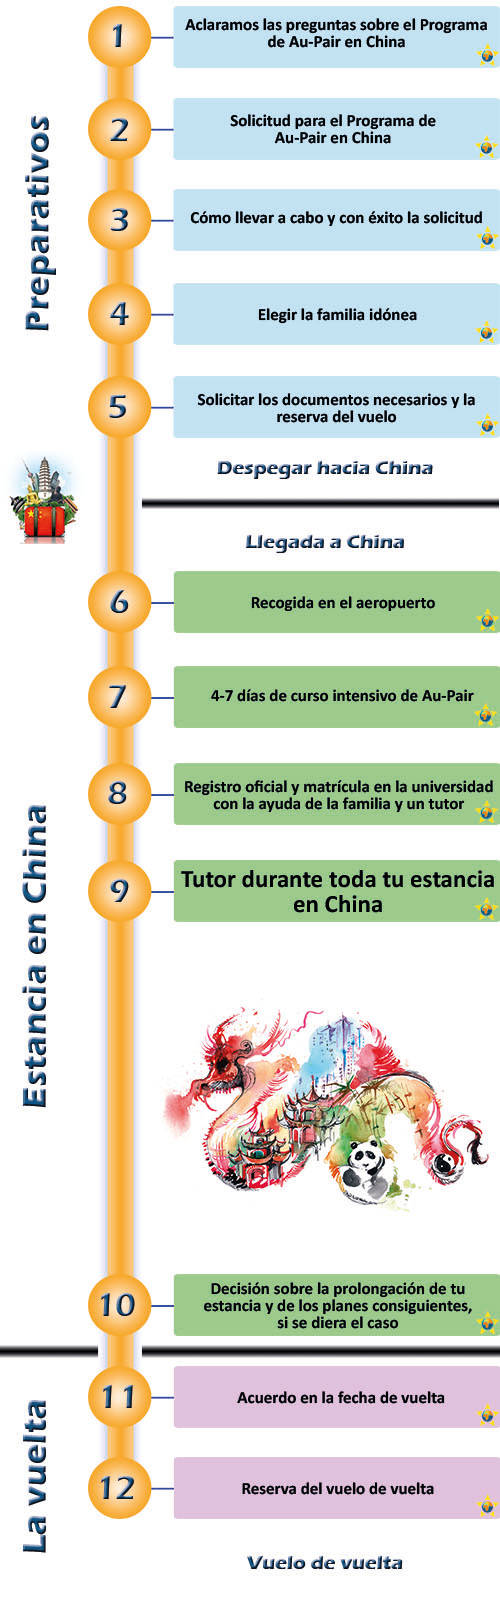 Preparativos
1
Aclaramos las preguntas sobre el Programa
de Au-Pair en China
2
Solicitud para el Programa de
Au-Pair en China
3
Cómo llevar a cabo y con éxito la solicitud
4
Elegir la familia idónea
5
Solicitar los documentos necesarios y la
reserva del vuelo
Despegar hacia China
Llegada a China
Estancia en China
6
Recogida en el aeropuerto
7
4-7 días de curso intensivo de Au-Pair
8
Registro oficial y matrícula en la universidad
con la ayuda de la familia y un tutor
9
Tutor durante toda tu estancia
en China
10
Decisión sobre la prolongación de tu
estancia y de los planes consiguientes,
si se diera el caso
La vuelta
11
Acuerdo en la fecha de vuelta
12
Reserva del vuelo de vuelta
Vuelo de vuelta